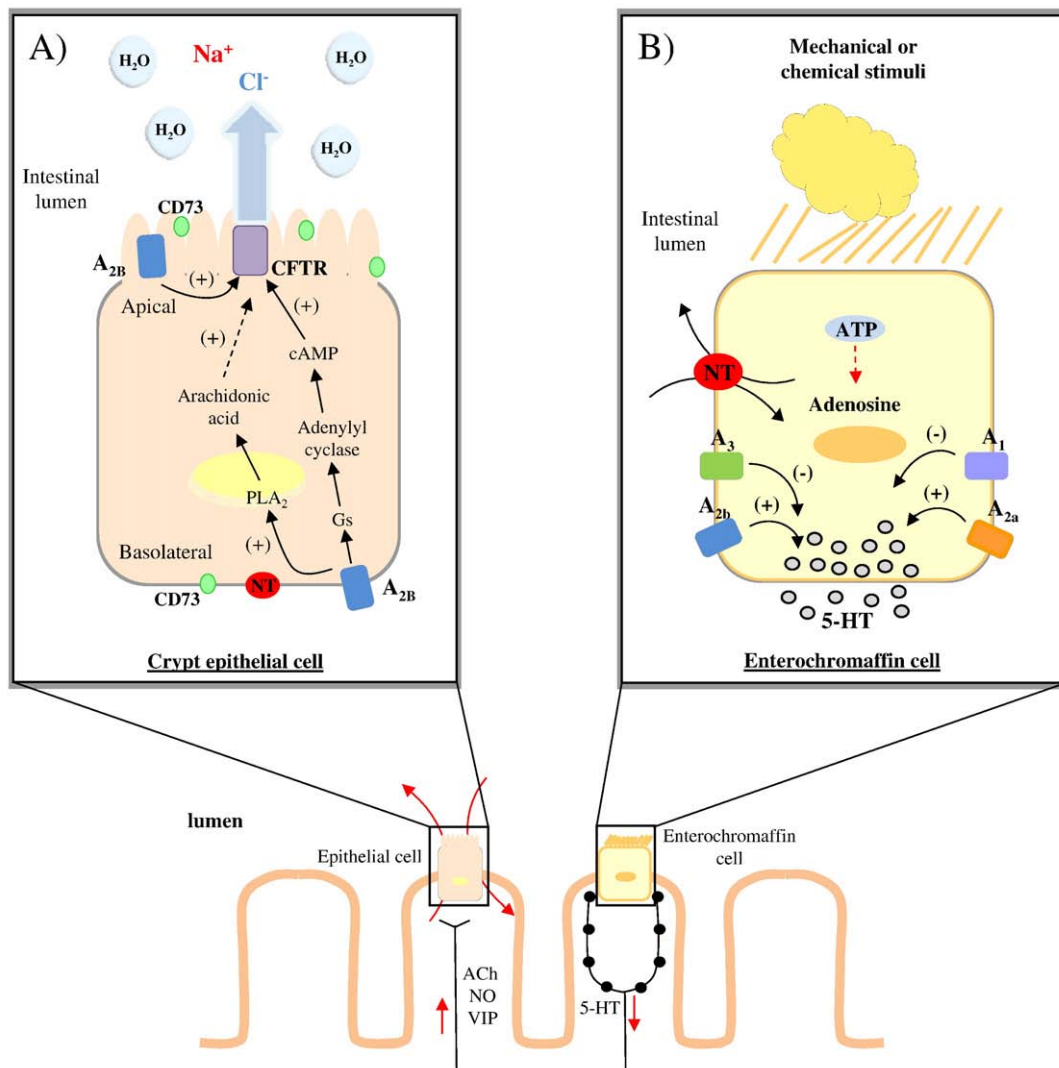 A)
H₂O
Na⁺
H₂O
Cl⁻
H₂O
H₂O
Intestinal
lumen
CD73
A₂B
(+)
CFTR
Apical
(+)
(+)
cAMP
Arachidonic
acid
Adenylyl
cyclase
PLA₂
Gs
Basolateral
(+)
CD73
NT
A₂B
Crypt epithelial cell
B)
Mechanical or
chemical stimuli
Intestinal
lumen
ATP
NT
Adenosine
A₃
(-)
A₁
(-)
A₂b
(+)
(+)
A₂a
5-HT
Enterochromaffin cell
lumen
Epithelial cell
Enterochromaffin
cell
ACh
NO
VIP
5-HT